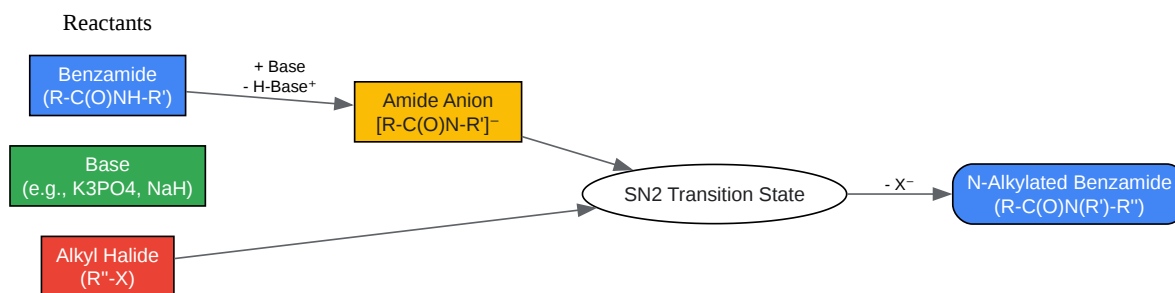 Reactants
Benzamide
(R-C(O)NH-R')
+ Base
- H-Base⁺
Amide Anion
[R-C(O)N-R']⁻
Base
(e.g., K3PO4, NaH)
SN2 Transition State
- X⁻
N-Alkylated Benzamide
(R-C(O)N(R')-R'')
Alkyl Halide
(R''-X)